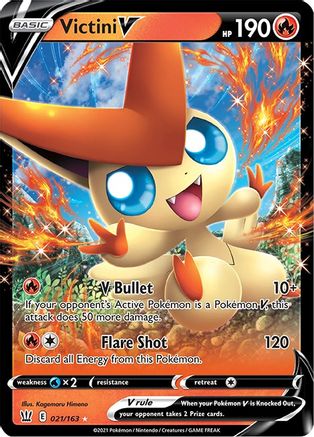 BASIC Victini V HP 190
V Bullet 10+
If your opponent's Active Pokémon is a Pokémon V, this
attack does 50 more damage.
Flare Shot 120
Discard all Energy from this Pokémon.
weakness ×2 resistance retreat
Illus. Kagemaru Himeno
V rule When your Pokémon V is Knocked Out,
your opponent takes 2 Prize cards.
E 021/163
©2021 Pokémon / Nintendo / Creatures / GAME FREAK